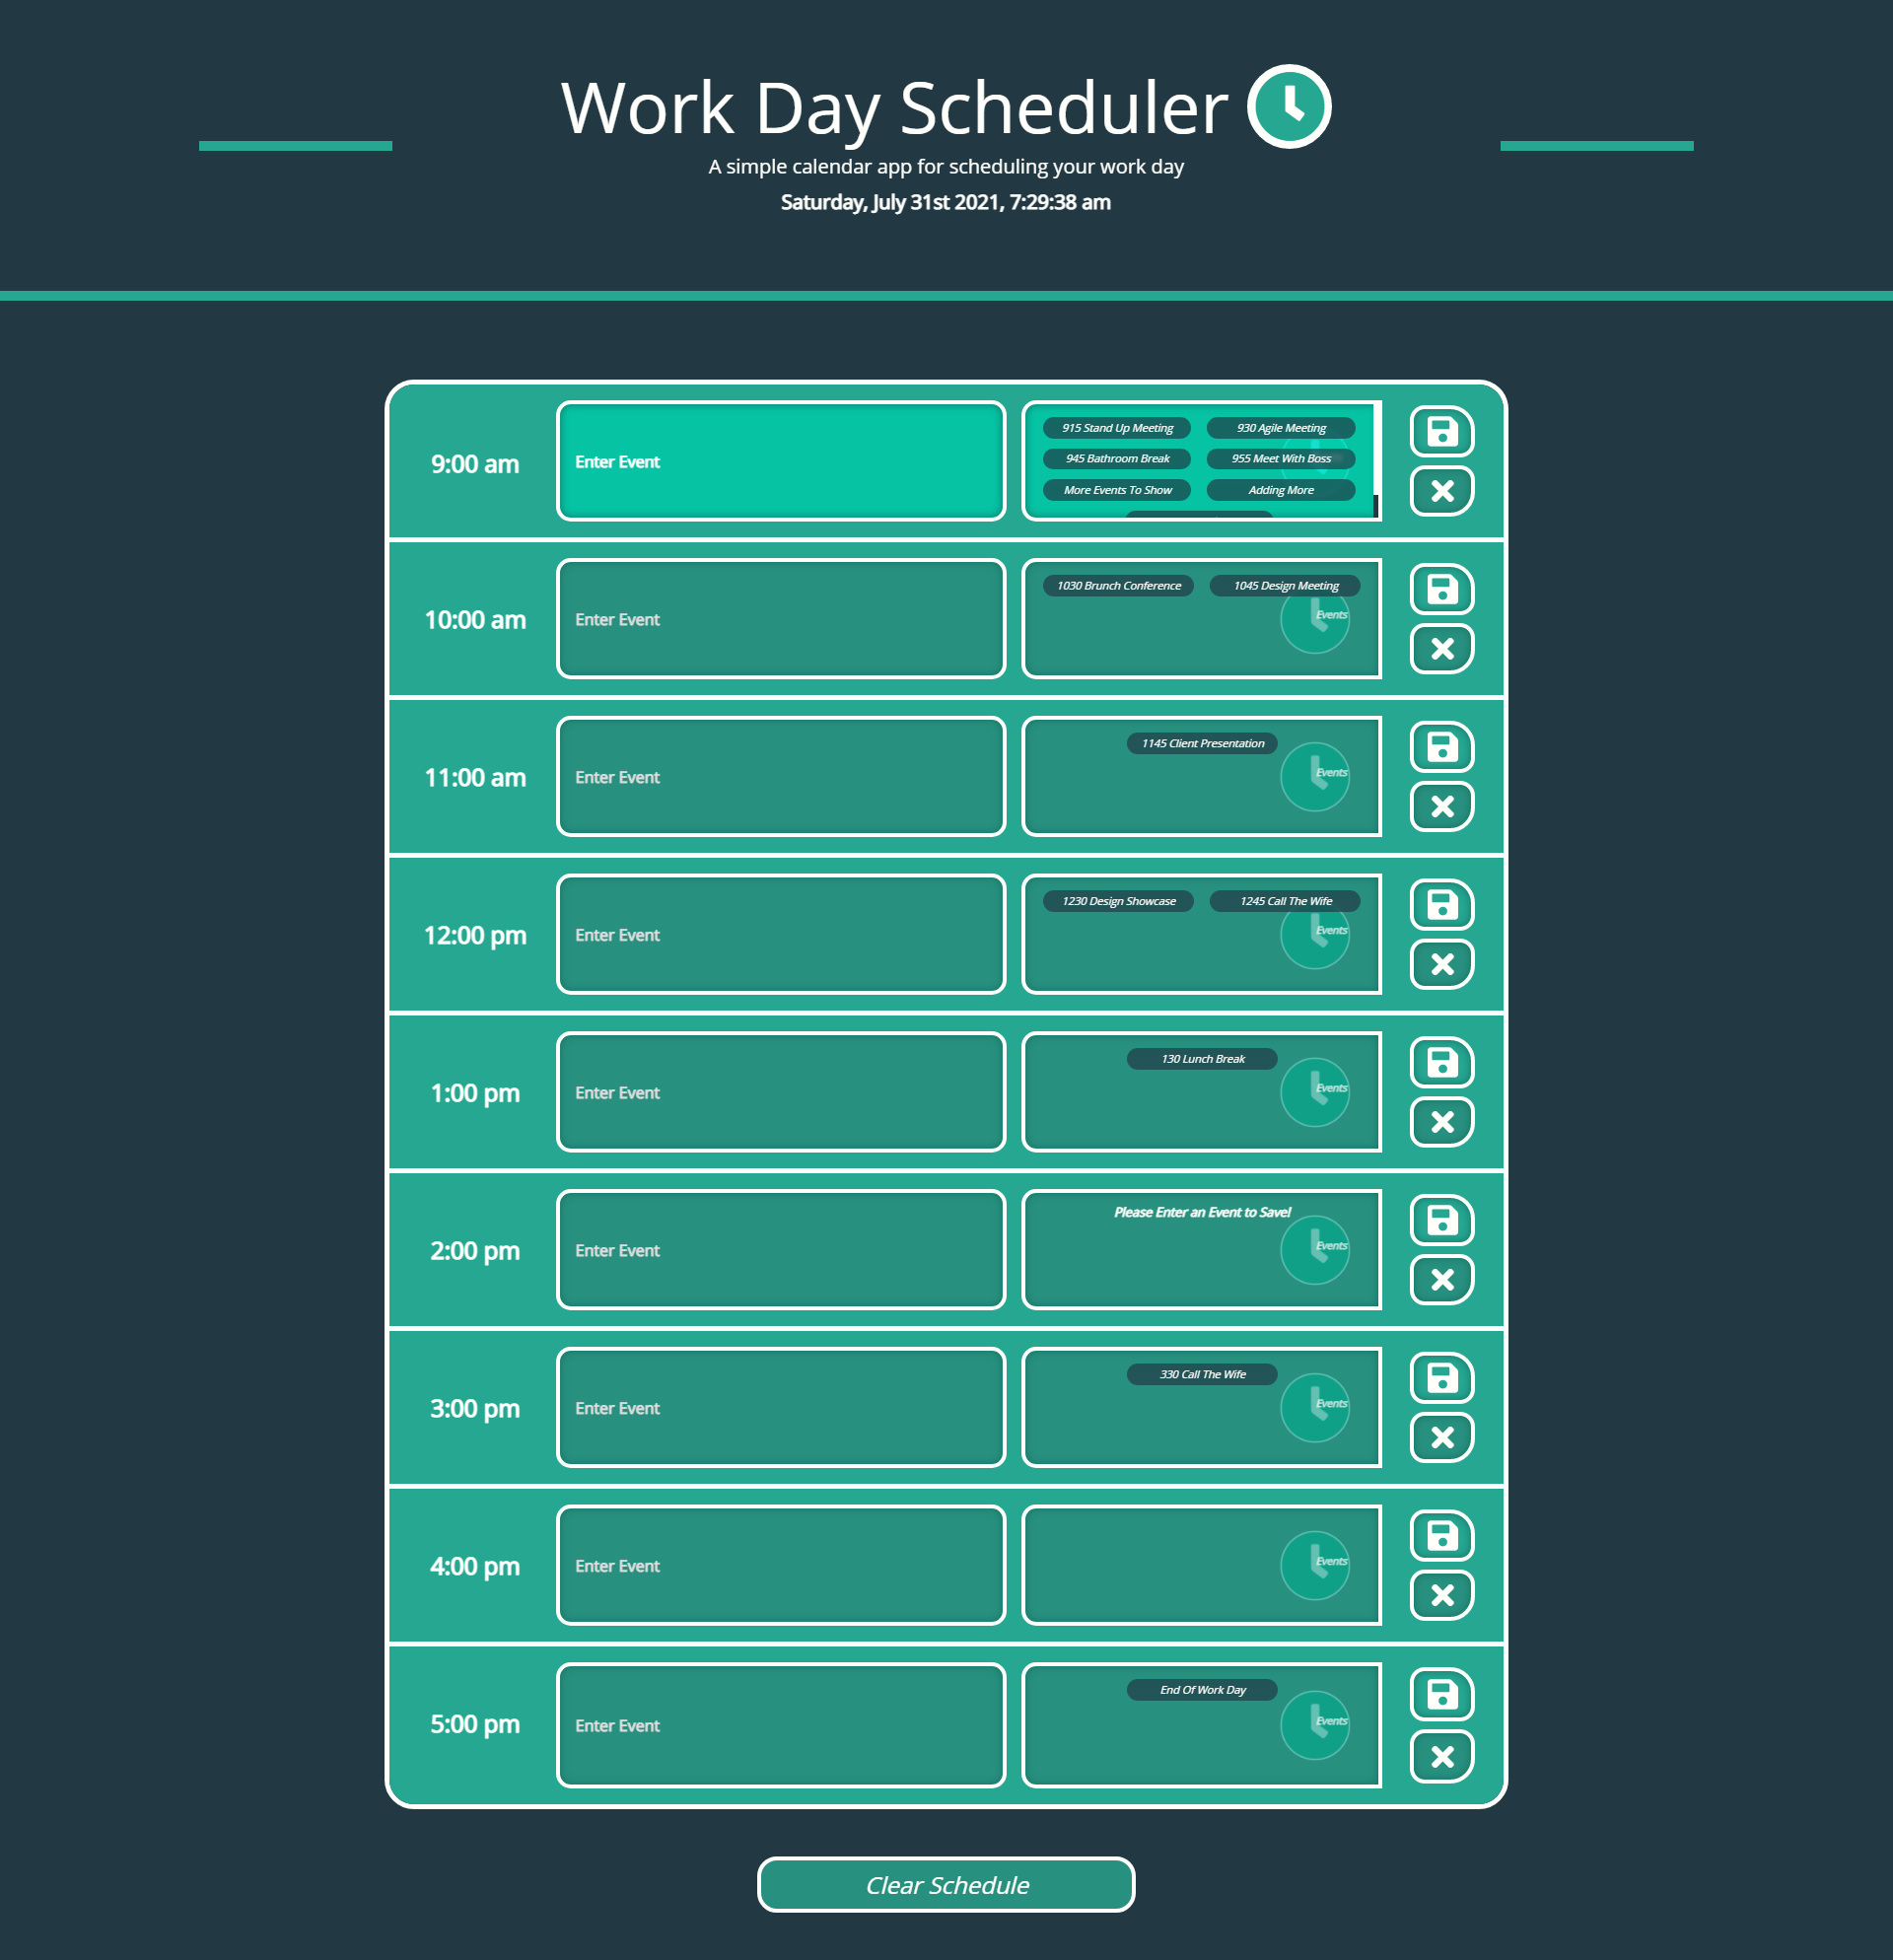 Work Day Scheduler
A simple calendar app for scheduling your work day
Saturday, July 31st 2021, 7:29:38 am
9:00 am
Enter Event
915 Stand Up Meeting
930 Agile Meeting
945 Bathroom Break
955 Meet With Boss
More Events To Show
Adding More
10:00 am
Enter Event
1030 Brunch Conference
1045 Design Meeting
Events
11:00 am
Enter Event
1145 Client Presentation
Events
12:00 pm
Enter Event
1230 Design Showcase
1245 Call The Wife
Events
1:00 pm
Enter Event
130 Lunch Break
Events
2:00 pm
Enter Event
Please Enter an Event to Save!
Events
3:00 pm
Enter Event
330 Call The Wife
Events
4:00 pm
Enter Event
Events
5:00 pm
Enter Event
End Of Work Day
Events
Clear Schedule